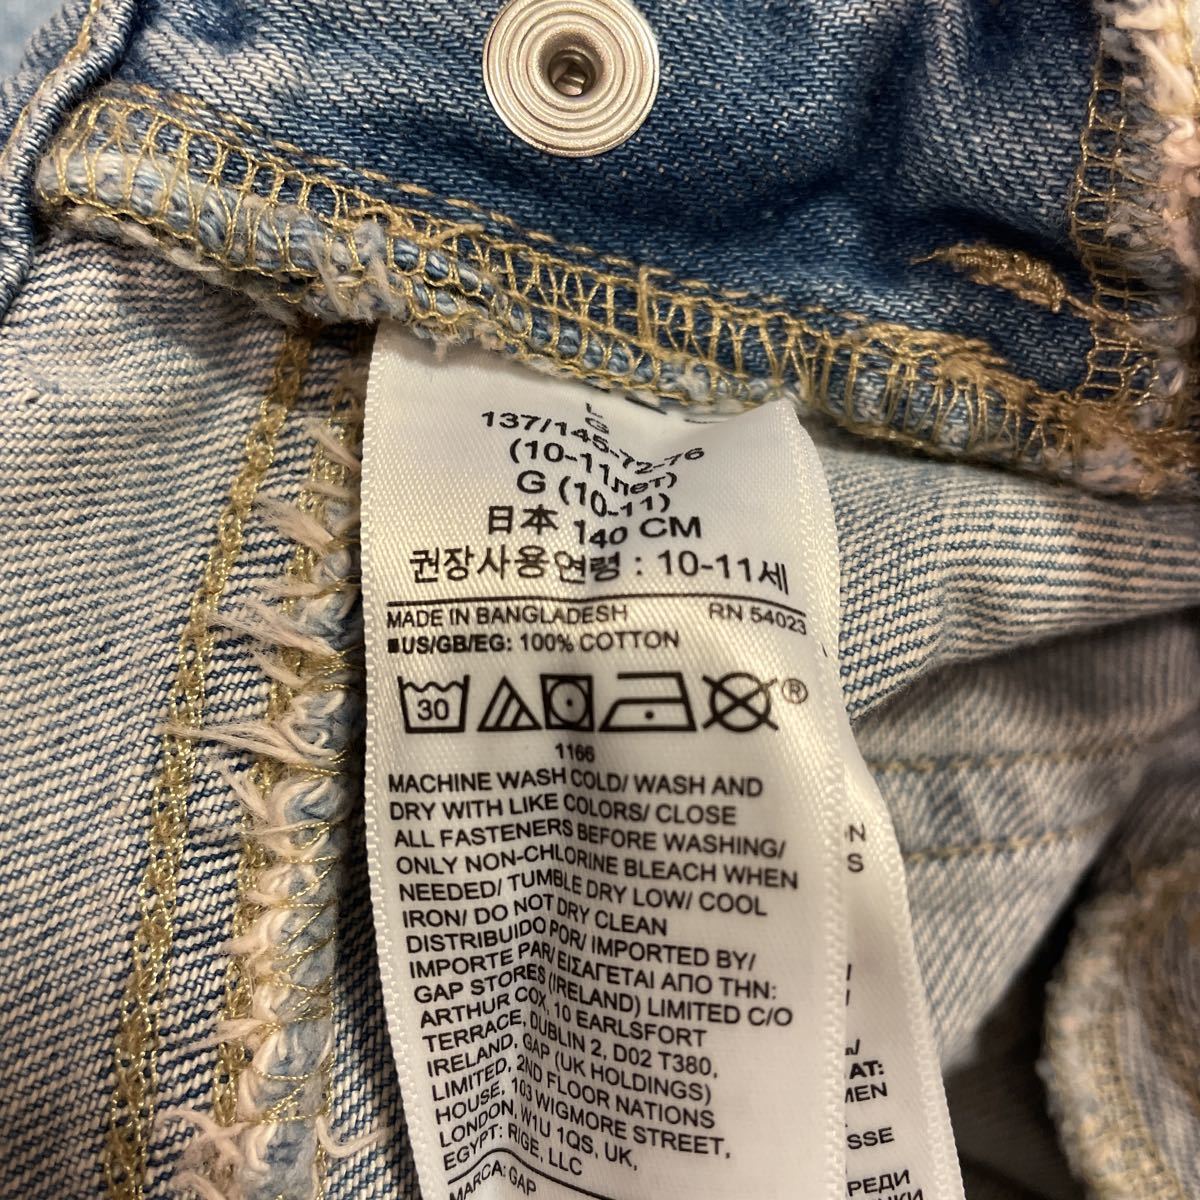 L
G
137/145-72-76
(10-11лет)
G (10-11)
日本 140 CM
권장사용연령 : 10-11세
MADE IN BANGLADESH RN 54023
US/GB/EG: 100% COTTON
30 ®
1166
MACHINE WASH COLD/ WASH AND
DRY WITH LIKE COLORS/ CLOSE
ALL FASTENERS BEFORE WASHING/
ONLY NON-CHLORINE BLEACH WHEN
NEEDED/ TUMBLE DRY LOW/ COOL
IRON/ DO NOT DRY CLEAN
DISTRIBUIDO POR/ IMPORTED BY/
IMPORTE PAR/ ΕΙΣΑΓΕΤΑΙ ΑΠΟ ΤΗΝ:
GAP STORES (IRELAND) LIMITED C/O
ARTHUR COX, 10 EARLSFORT
TERRACE, DUBLIN 2, D02 T380,
IRELAND, GAP (UK HOLDINGS)
LIMITED, 2ND FLOOR NATIONS
HOUSE, 103 WIGMORE STREET,
LONDON, W1U 1QS, UK,
EGYPT: RIGE, LLC
MARCA: GAP